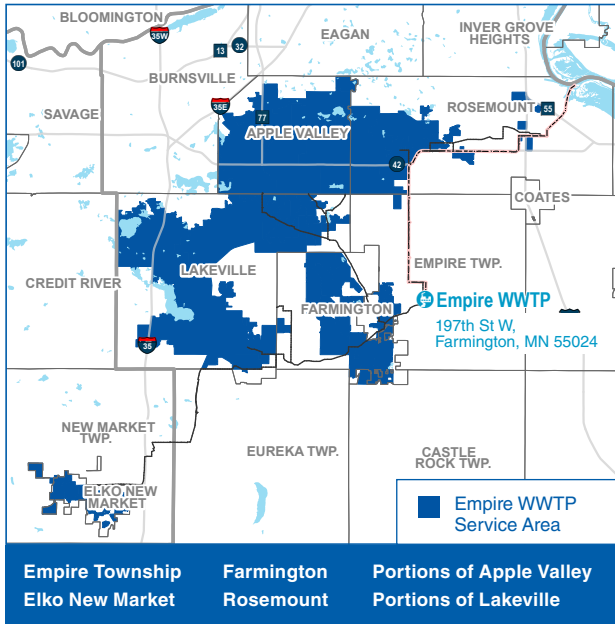 BLOOMINGTON
INVER GROVE
HEIGHTS
EAGAN
35W
32
13
101
BURNSVILLE
35E
SAVAGE
77
ROSEMOUNT
55
APPLE VALLEY
42
COATES
EMPIRE TWP.
LAKEVILLE
CREDIT RIVER
FARMINGTON
Empire WWTP
197th St W,
Farmington, MN 55024
35
NEW MARKET
TWP.
EUREKA TWP.
CASTLE
ROCK TWP.
ELKO NEW
MARKET
Empire WWTP
Service Area
Empire Township Farmington Portions of Apple Valley
Elko New Market Rosemount Portions of Lakeville